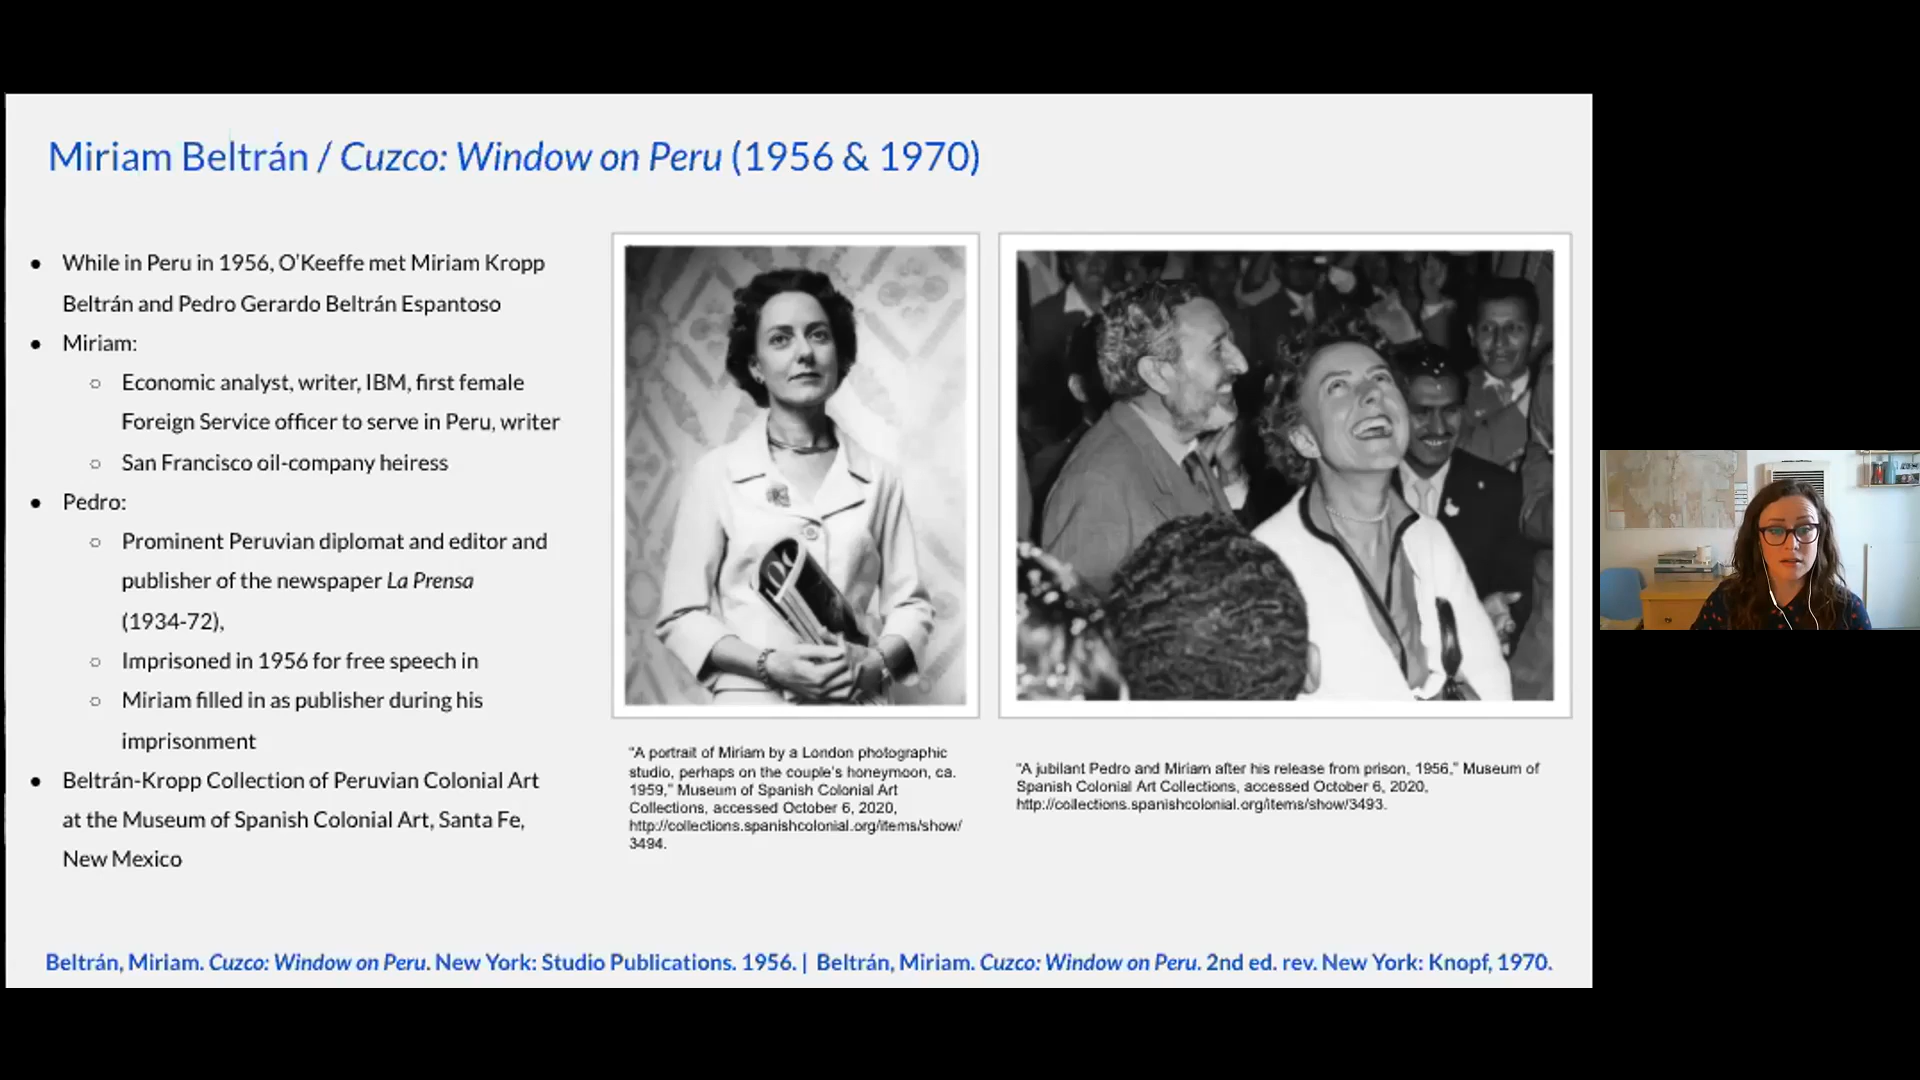 Miriam Beltrán / Cuzco: Window on Peru (1956 & 1970)
● While in Peru in 1956, O'Keeffe met Miriam Kropp
Beltrán and Pedro Gerardo Beltrán Espantoso
● Miriam:
○ Economic analyst, writer, IBM, first female
Foreign Service officer to serve in Peru, writer
○ San Francisco oil-company heiress
● Pedro:
○ Prominent Peruvian diplomat and editor and
publisher of the newspaper La Prensa
(1934-72),
○ Imprisoned in 1956 for free speech in
○ Miriam filled in as publisher during his
imprisonment
● Beltrán-Kropp Collection of Peruvian Colonial Art
at the Museum of Spanish Colonial Art, Santa Fe,
New Mexico
"A portrait of Miriam by a London photographic
studio, perhaps on the couple's honeymoon, ca.
1959," Museum of Spanish Colonial Art
Collections, accessed October 6, 2020,
http://collections.spanishcolonial.org/items/show/
3494.
"A jubilant Pedro and Miriam after his release from prison, 1956," Museum of
Spanish Colonial Art Collections, accessed October 6, 2020,
http://collections.spanishcolonial.org/items/show/3493.
Beltrán, Miriam. Cuzco: Window on Peru. New York: Studio Publications. 1956. | Beltrán, Miriam. Cuzco: Window on Peru. 2nd ed. rev. New York: Knopf, 1970.